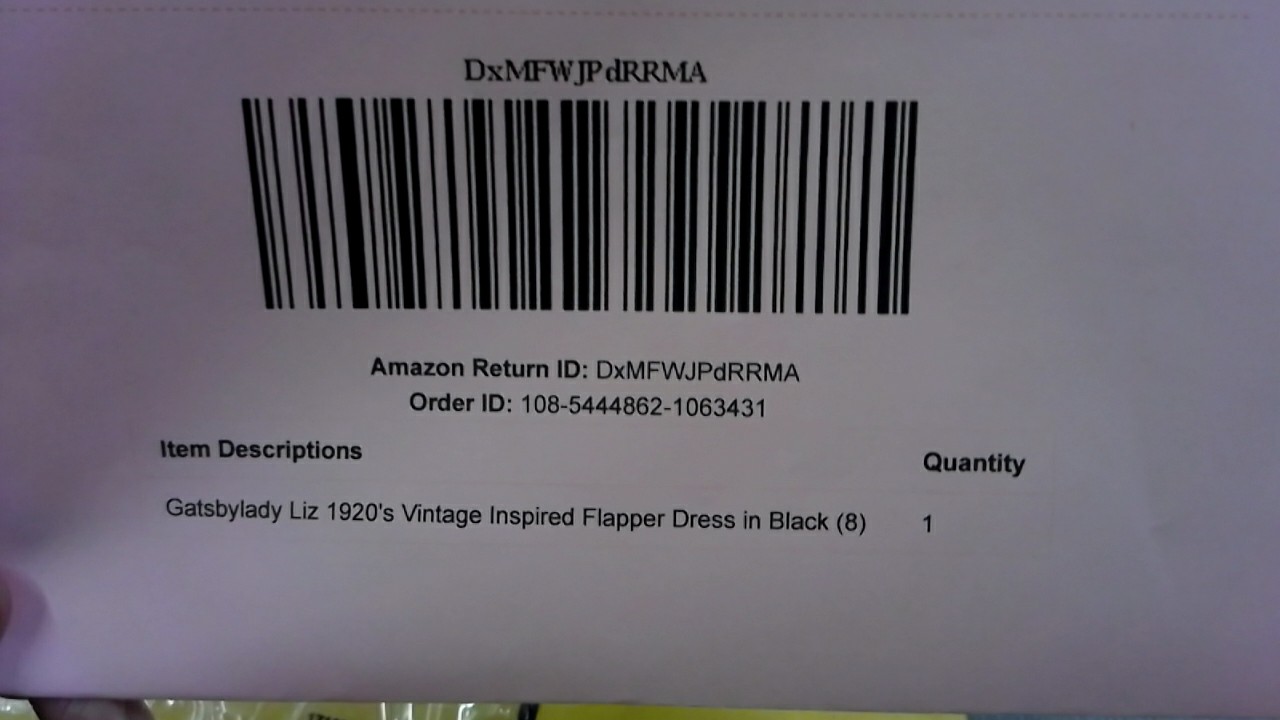 DxMFWJPdRRMA
Amazon Return ID: DxMFWJPdRRMA
Order ID: 108-5444862-1063431
Item Descriptions Quantity
Gatsbylady Liz 1920's Vintage Inspired Flapper Dress in Black (8) 1